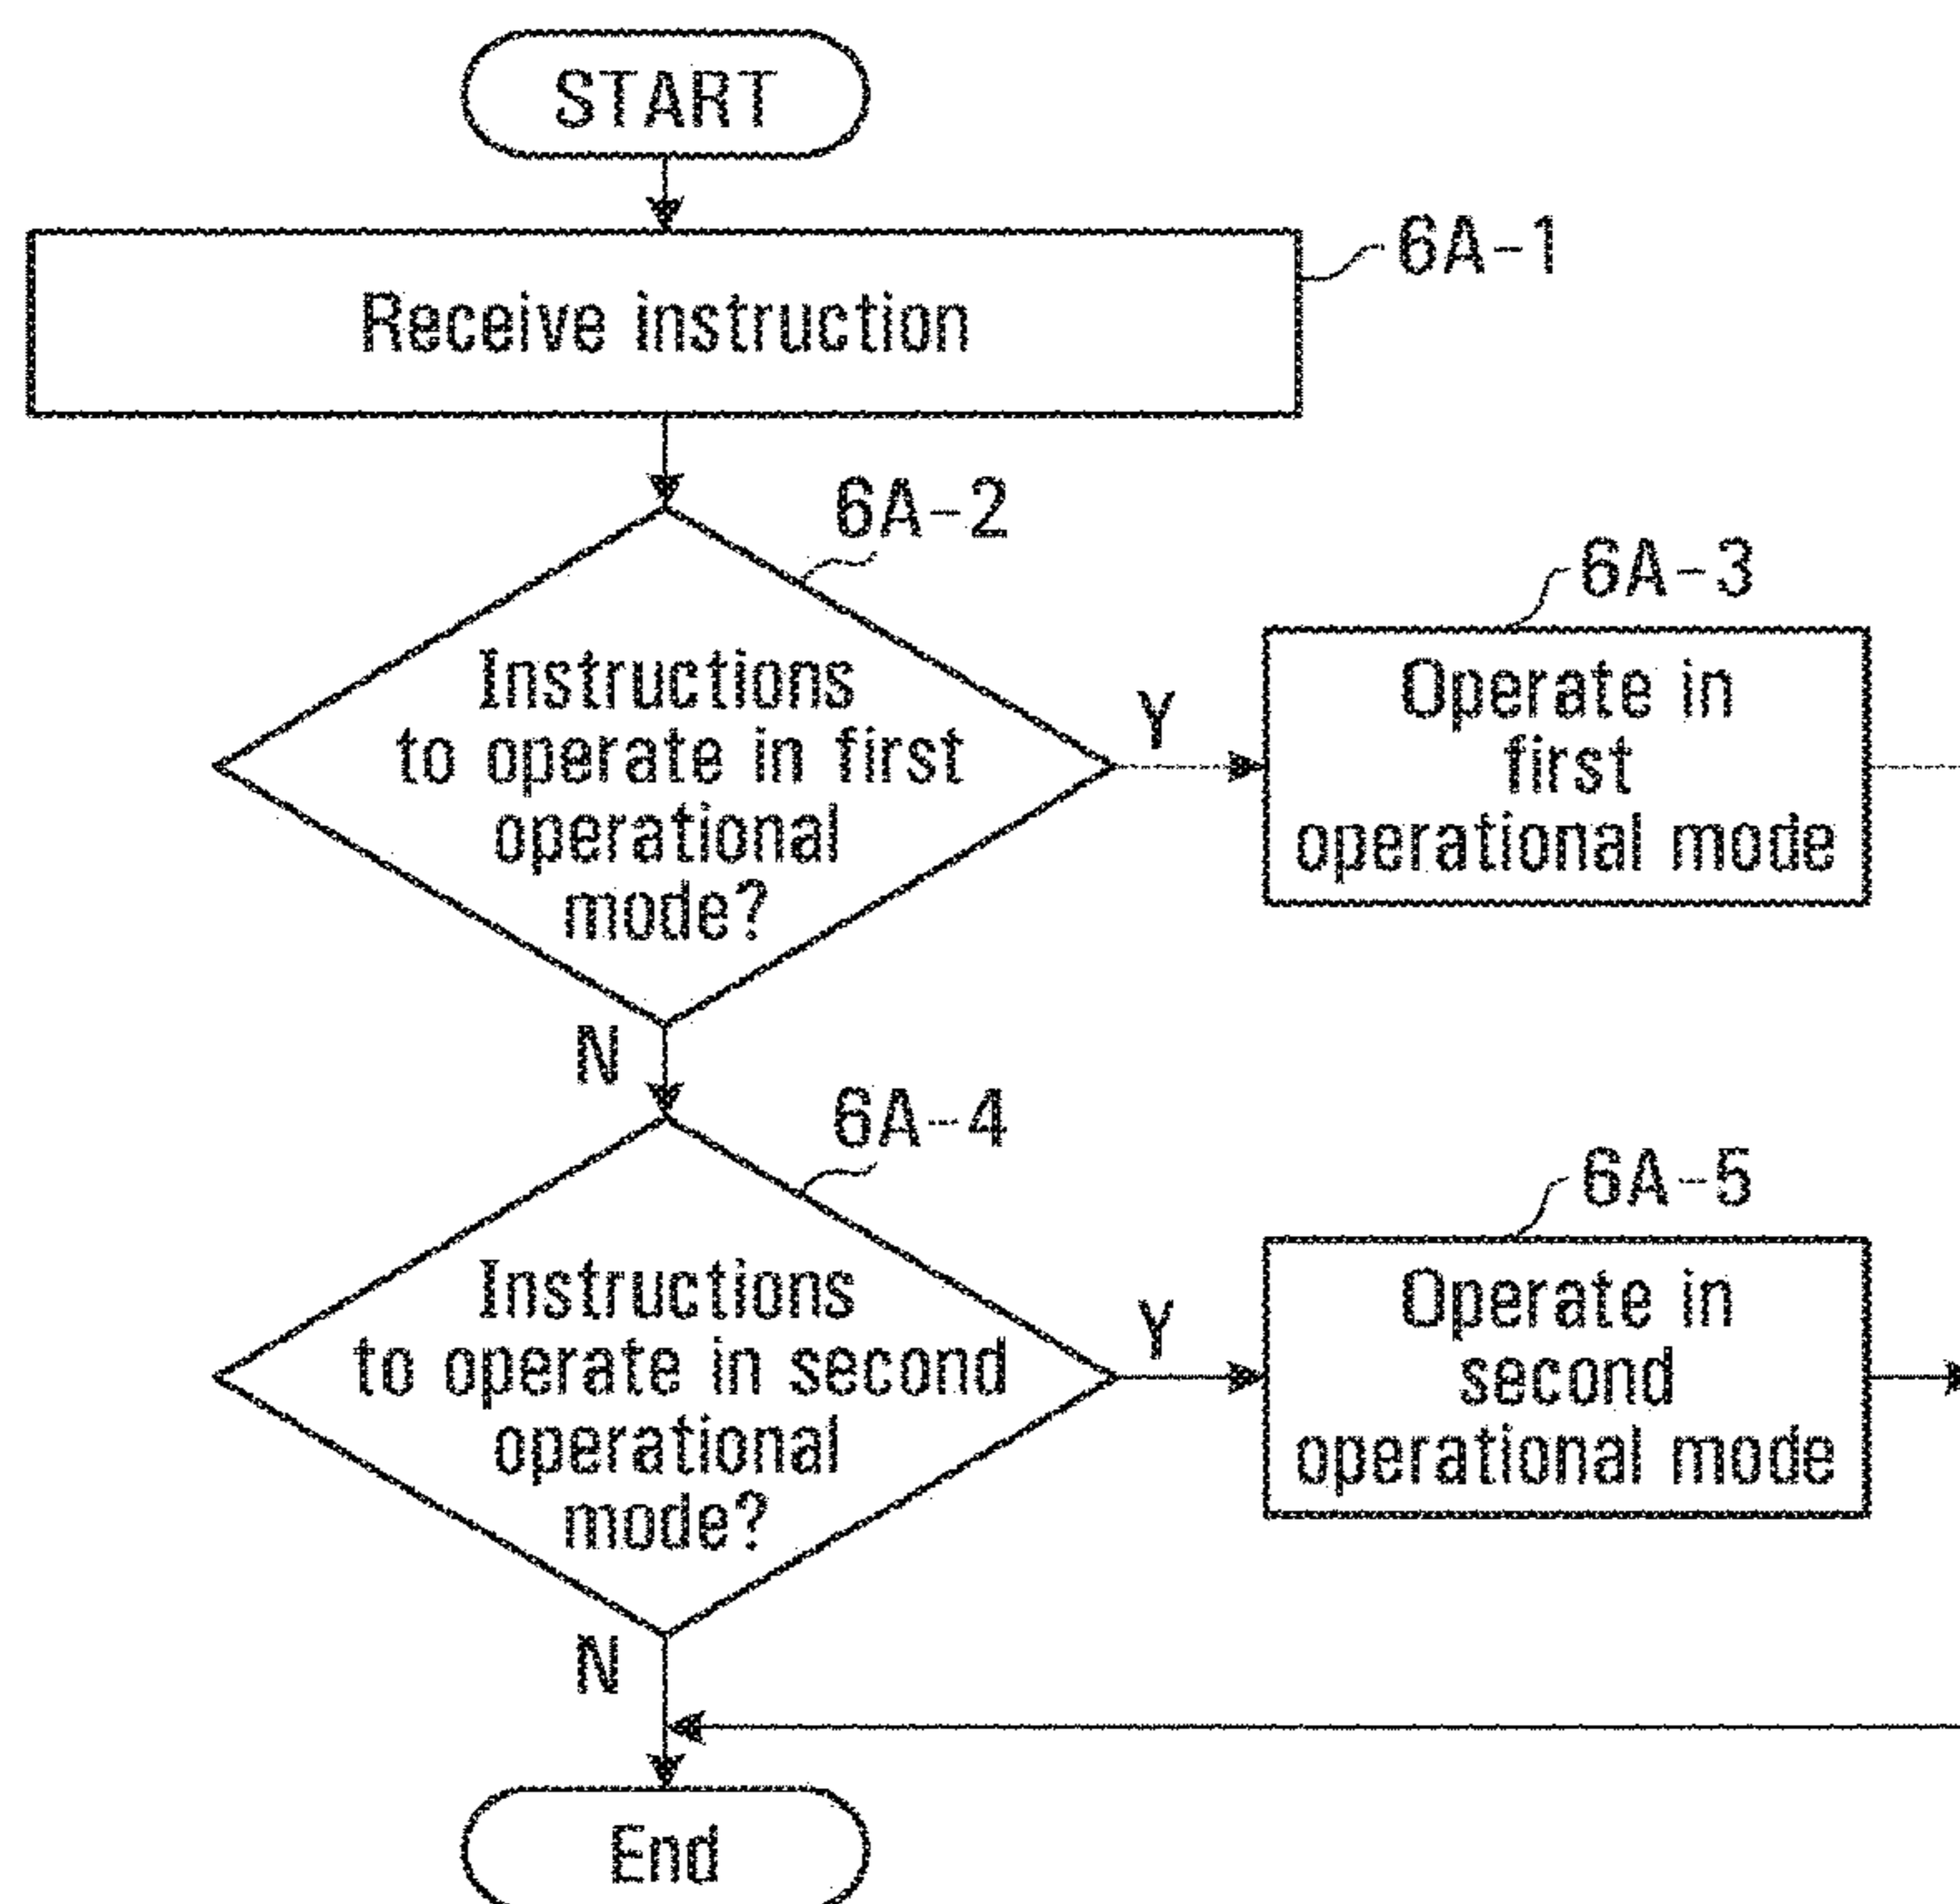 START
Receive instruction
6A-1
6A-2
Instructions
to operate in first
operational
mode?
Y
6A-3
Operate in
first
operational mode
N
6A-4
Instructions
to operate in second
operational
mode?
Y
6A-5
Operate in
second
operational mode
N
End